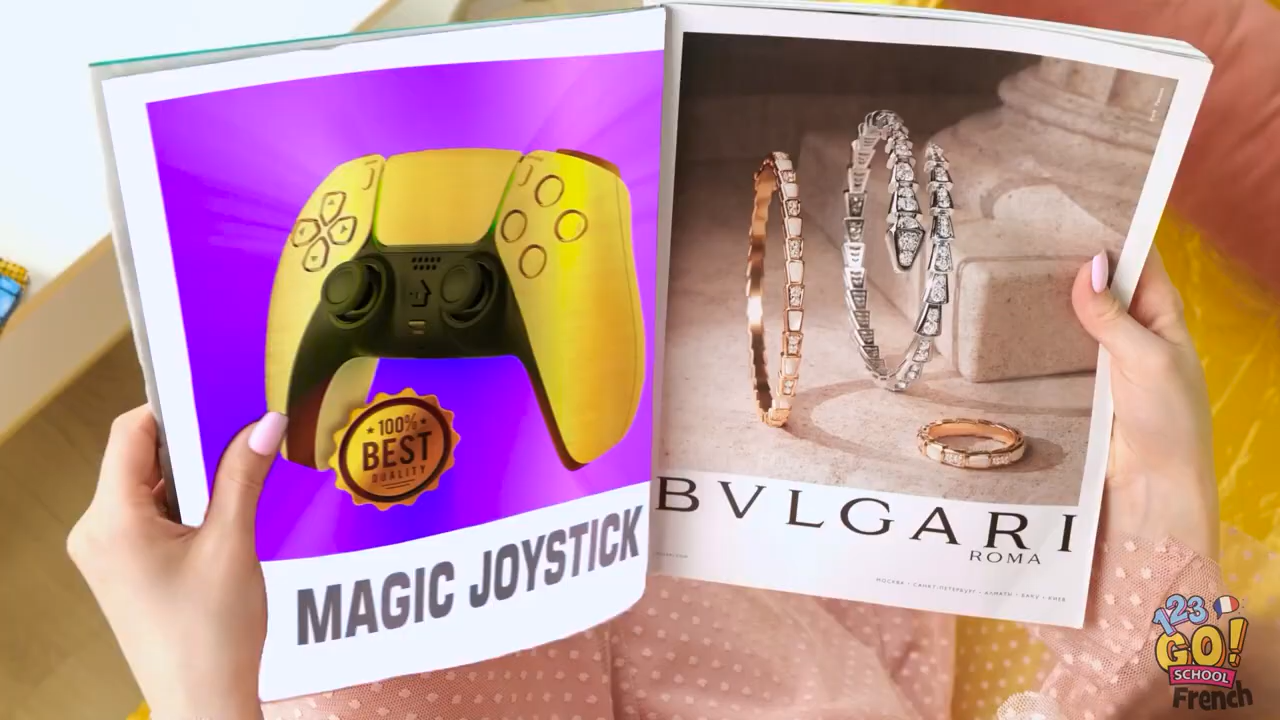 100%
BEST
QUALITY
MAGIC JOYSTICK
BVLGARI
ROMA
МОСКВА • САНКТ-ПЕТЕРБУРГ • АЛМАТЫ • БАКУ • КИЕВ
123
GO!
SCHOOL
French